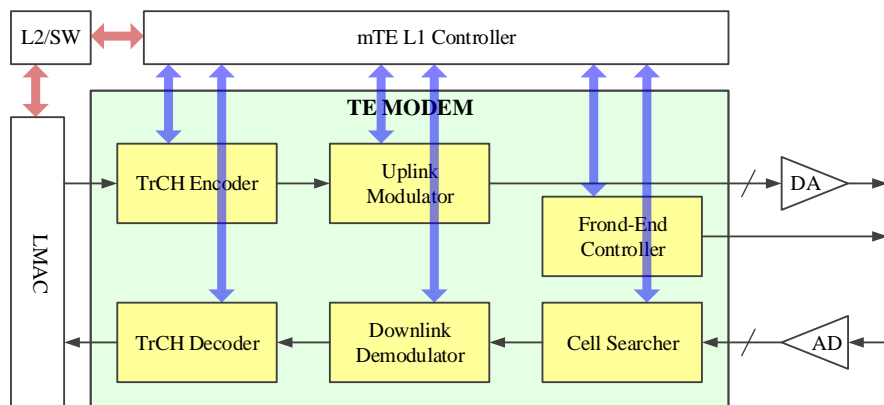 L2/SW
mTE L1 Controller
TE MODEM
TrCH Encoder
Uplink
Modulator
DA
LMAC
Frond-End
Controller
TrCH Decoder
Downlink
Demodulator
Cell Searcher
AD